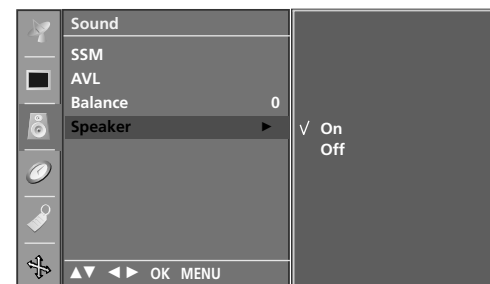 Sound
SSM
AVL
Balance 0
Speaker ►
√ On
Off
▲▼ ◄► OK MENU